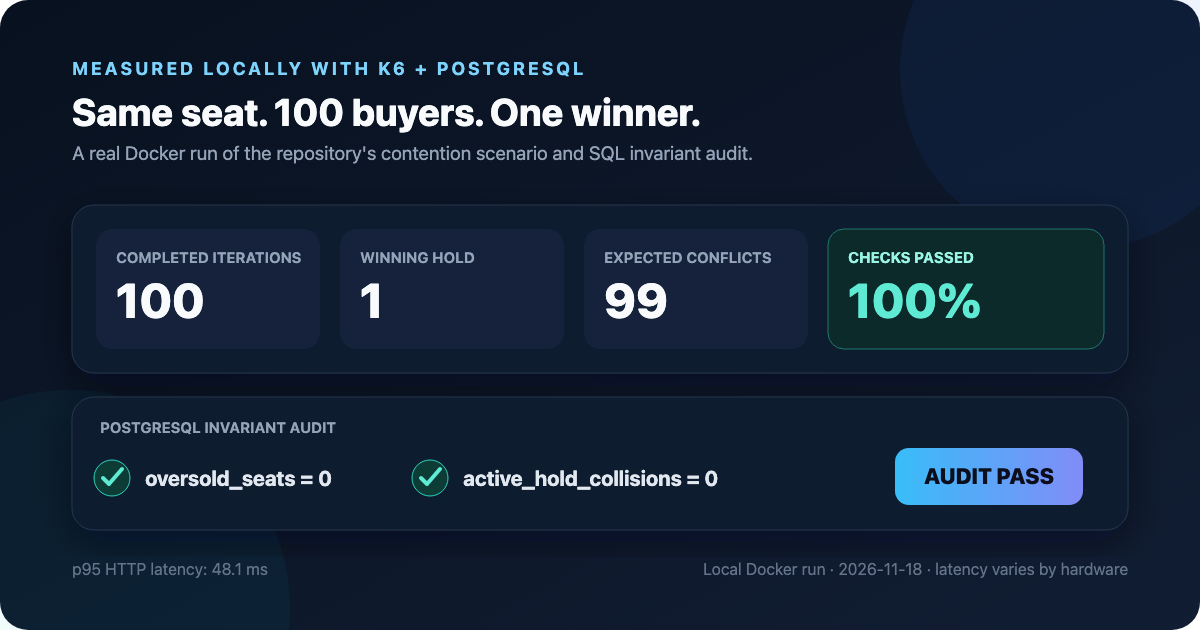 MEASURED LOCALLY WITH K6 + POSTGRESQL
Same seat. 100 buyers. One winner.
A real Docker run of the repository's contention scenario and SQL invariant audit.
COMPLETED ITERATIONS
100
WINNING HOLD
1
EXPECTED CONFLICTS
99
CHECKS PASSED
100%
POSTGRESQL INVARIANT AUDIT
oversold_seats = 0
active_hold_collisions = 0
AUDIT PASS
p95 HTTP latency: 48.1 ms
Local Docker run · 2026-11-18 · latency varies by hardware